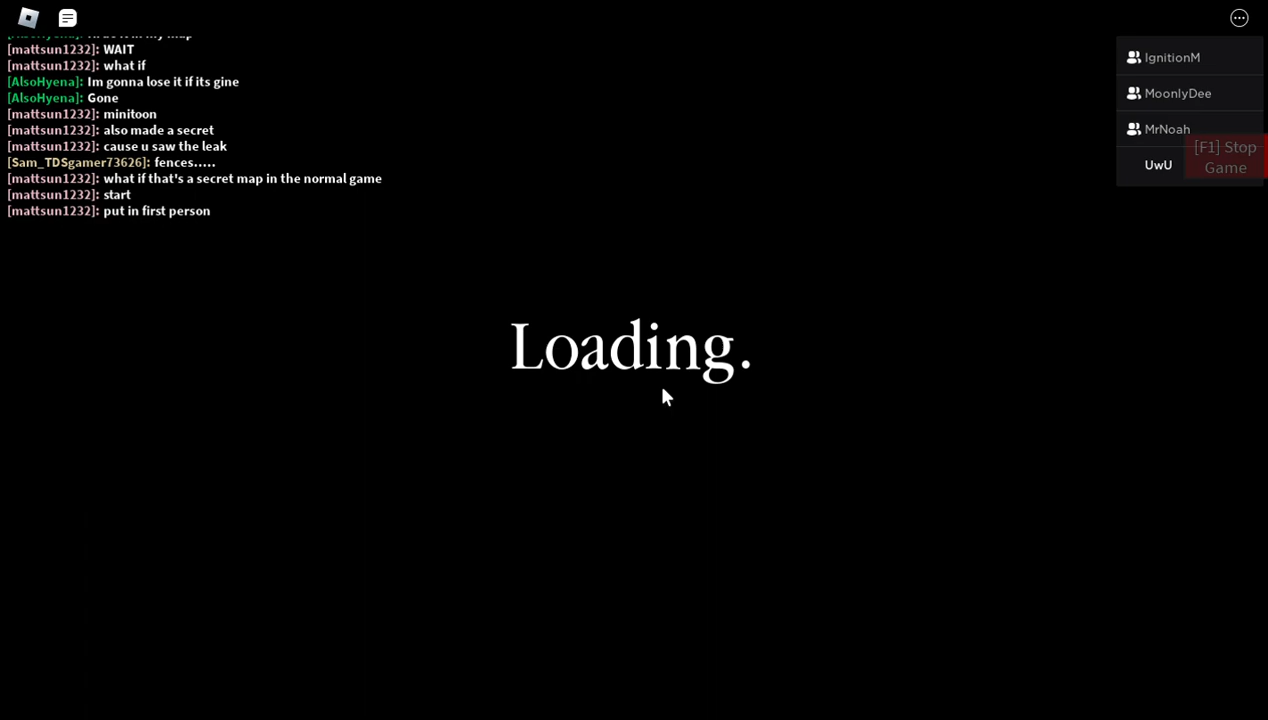 [mattsun1232]: WAIT
[mattsun1232]: what if
[AlsoHyena]: Im gonna lose it if its gine
[AlsoHyena]: Gone
[mattsun1232]: minitoon
[mattsun1232]: also made a secret
[mattsun1232]: cause u saw the leak
[Sam_TDSgamer73626]: fences.....
[mattsun1232]: what if that's a secret map in the normal game
[mattsun1232]: start
[mattsun1232]: put in first person
IgnitionM
MoonlyDee
MrNoah
UwU
[F1] Stop
Game
Loading.